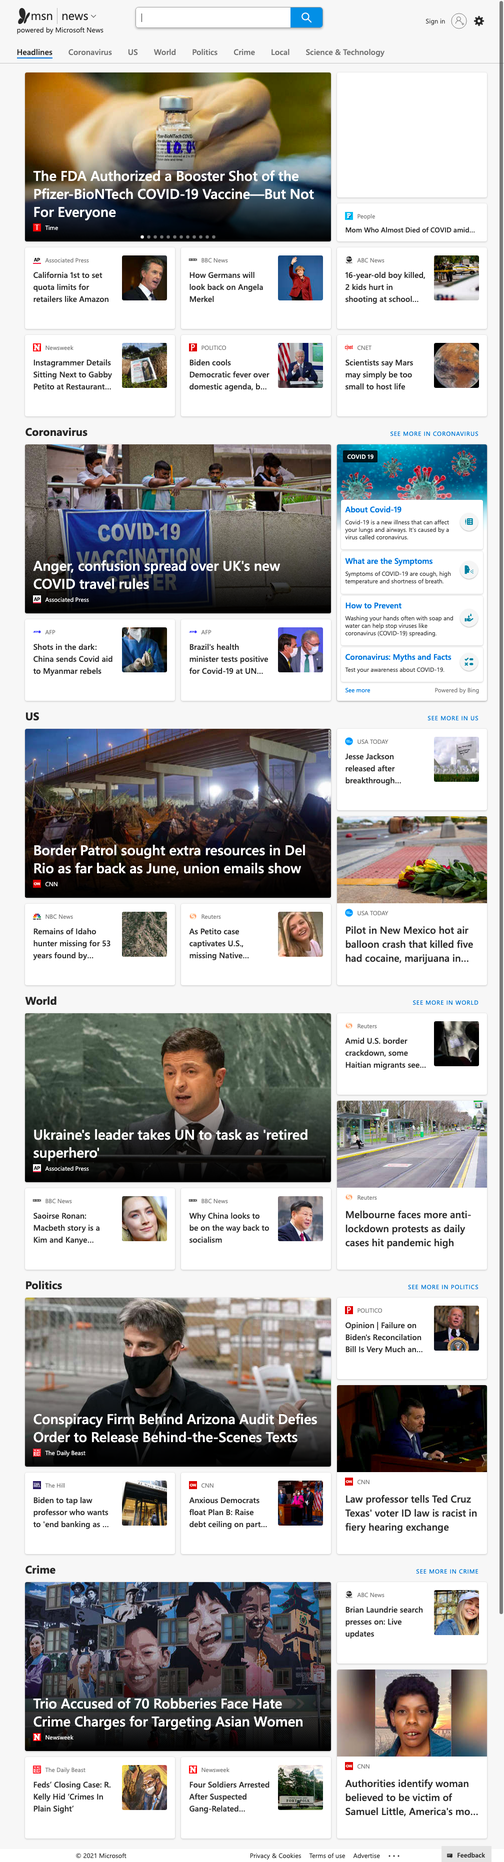 msn news
powered by Microsoft News
Sign in
Headlines Coronavirus US World Politics Crime Local Science & Technology
The FDA Authorized a Booster Shot of the
Pfizer-BioNTech COVID-19 Vaccine—But Not
For Everyone
Time
People
Mom Who Almost Died of COVID amid...
Associated Press
California 1st to set
quota limits for
retailers like Amazon
BBC News
How Germans will
look back on Angela
Merkel
ABC News
16-year-old boy killed,
2 kids hurt in
shooting at school...
Newsweek
Instagrammer Details
Sitting Next to Gabby
Petito at Restaurant...
POLITICO
Biden cools
Democratic fever over
domestic agenda, b...
CNET
Scientists say Mars
may simply be too
small to host life
Coronavirus
SEE MORE IN CORONAVIRUS
COVID-19
VACCINATION
CENTER
Anger, confusion spread over UK's new
COVID travel rules
Associated Press
COVID 19
About Covid-19
Covid-19 is a new illness that can affect
your lungs and airways. It's caused by a
virus called coronavirus.
What are the Symptoms
Symptoms of COVID-19 are cough, high
temperature and shortness of breath.
How to Prevent
Washing your hands often with soap and
water can help stop viruses like
coronavirus (COVID-19) spreading.
Coronavirus: Myths and Facts
Test your awareness about COVID-19.
See more
Powered by Bing
AFP
Shots in the dark:
China sends Covid aid
to Myanmar rebels
AFP
Brazil's health
minister tests positive
for Covid-19 at UN...
US
SEE MORE IN US
Border Patrol sought extra resources in Del
Rio as far back as June, union emails show
CNN
USA TODAY
Jesse Jackson
released after
breakthrough...
USA TODAY
Pilot in New Mexico hot air
balloon crash that killed five
had cocaine, marijuana in...
NBC News
Remains of Idaho
hunter missing for 53
years found by...
Reuters
As Petito case
captivates U.S.,
missing Native...
World
SEE MORE IN WORLD
Ukraine's leader takes UN to task as 'retired
superhero'
Associated Press
Reuters
Amid U.S. border
crackdown, some
Haitian migrants see...
Reuters
Melbourne faces more anti-
lockdown protests as daily
cases hit pandemic high
BBC News
Saoirse Ronan:
Macbeth story is a
Kim and Kanye...
BBC News
Why China looks to
be on the way back to
socialism
Politics
SEE MORE IN POLITICS
Conspiracy Firm Behind Arizona Audit Defies
Order to Release Behind-the-Scenes Texts
The Daily Beast
POLITICO
Opinion | Failure on
Biden's Reconcilation
Bill Is Very Much an...
CNN
Law professor tells Ted Cruz
Texas' voter ID law is racist in
fiery hearing exchange
The Hill
Biden to tap law
professor who wants
to 'end banking as ...
CNN
Anxious Democrats
float Plan B: Raise
debt ceiling on part...
Crime
SEE MORE IN CRIME
Trio Accused of 70 Robberies Face Hate
Crime Charges for Targeting Asian Women
Newsweek
ABC News
Brian Laundrie search
presses on: Live
updates
CNN
Authorities identify woman
believed to be victim of
Samuel Little, America's mo...
The Daily Beast
Feds' Closing Case: R.
Kelly Hid 'Crimes In
Plain Sight'
Newsweek
Four Soldiers Arrested
After Suspected
Gang-Related...
© 2021 Microsoft
Privacy & Cookies Terms of use Advertise ...
Feedback